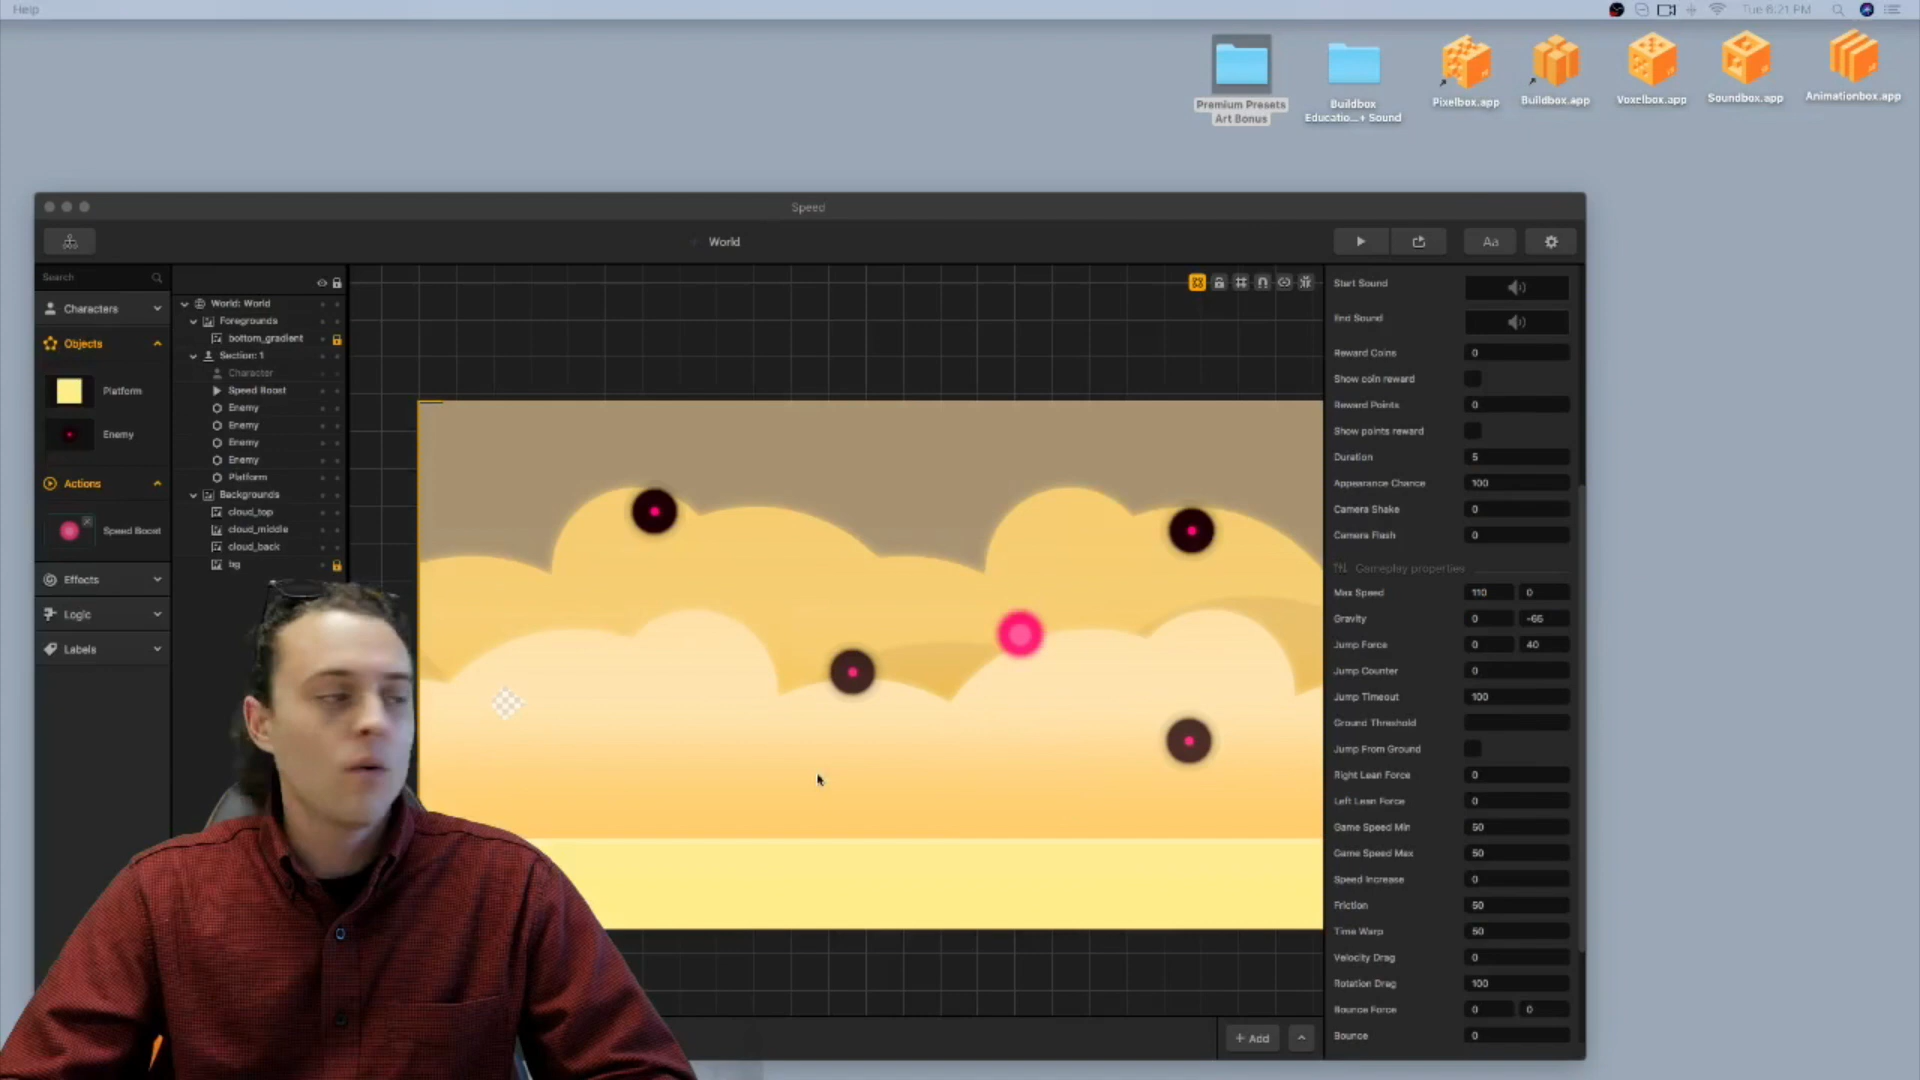 Help
Tue 6:21 PM
Premium Presets
Art Bonus
Buildbox
Educatio...+ Sound
Pixelbox.app
Buildbox.app
Voxelbox.app
Soundbox.app
Animationbox.app
Speed
World
Aa
Search
Characters
Objects
Platform
Enemy
Actions
Speed Boost
Effects
Logic
Labels
World: World
Foregrounds
bottom_gradient
Section: 1
Character
Speed Boost
Enemy
Enemy
Enemy
Enemy
Platform
Backgrounds
cloud_top
cloud_middle
cloud_back
bg
Start Sound
End Sound
Reward Coins 0
Show coin reward
Reward Points 0
Show points reward
Duration 5
Appearance Chance 100
Camera Shake 0
Camera Flash 0
Gameplay properties
Max Speed 110 0
Gravity 0 -66
Jump Force 0 40
Jump Counter 0
Jump Timeout 100
Ground Threshold
Jump From Ground
Right Lean Force 0
Left Lean Force 0
Game Speed Min 50
Game Speed Max 50
Speed Increase 0
Friction 50
Time Warp 50
Velocity Drag 0
Rotation Drag 100
Bounce Force 0 0
Bounce 0
+ Add